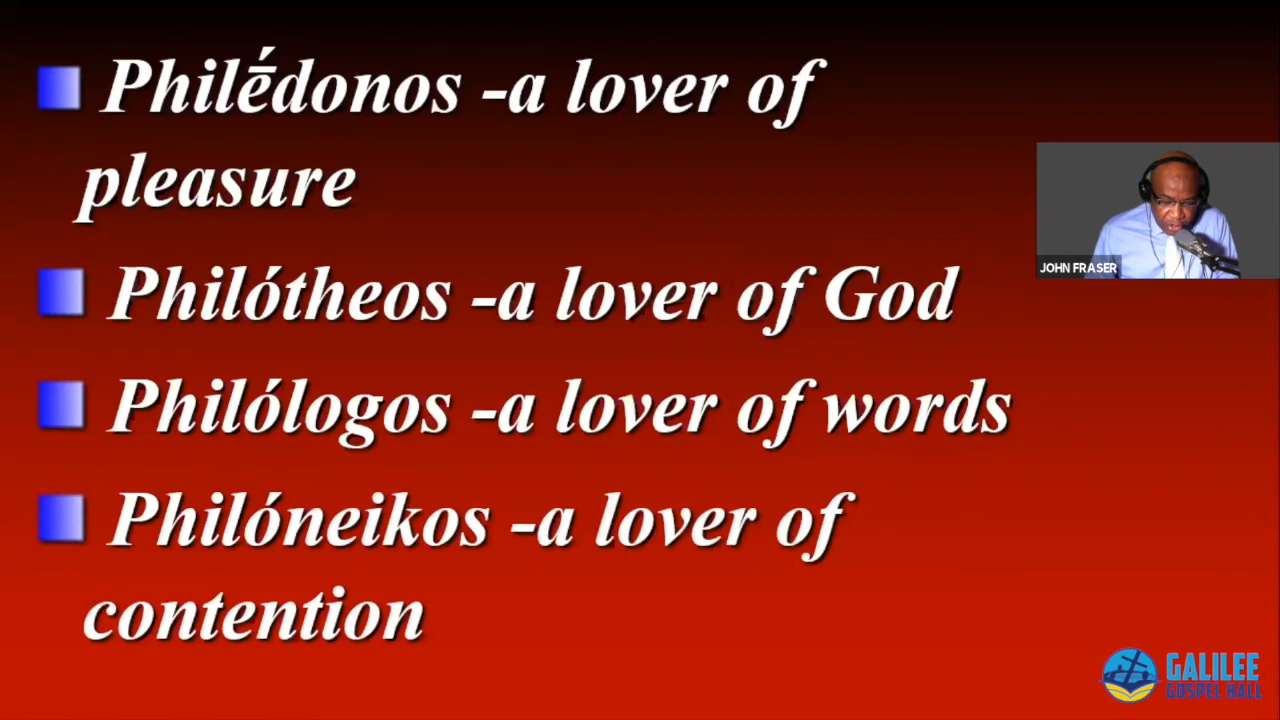 Philḗdonos -a lover of
pleasure
Philótheos -a lover of God
Philólogos -a lover of words
Philóneikos -a lover of
contention
JOHN FRASER
GALILEE
GOSPEL HALL